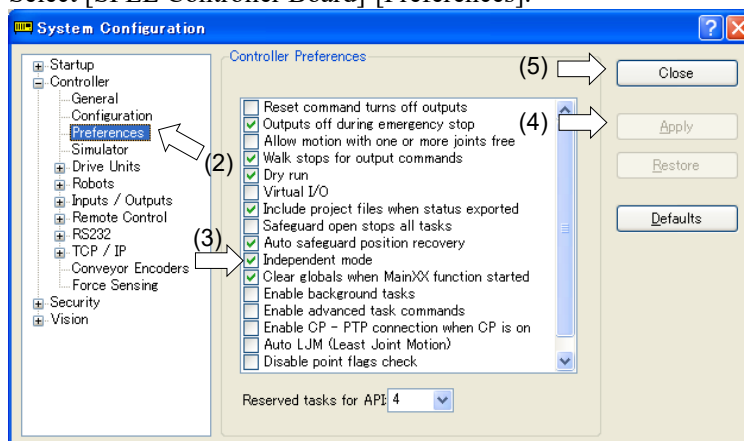 Select [SPEL Controller Board]-[Preferences].
System Configuration
Startup
Controller
General
Configuration
Preferences
Simulator
Drive Units
Robots
Inputs / Outputs
Remote Control
RS232
TCP / IP
Conveyor Encoders
Force Sensing
Security
Vision
(2)
(3)
Controller Preferences
Reset command turns off outputs
Outputs off during emergency stop
Allow motion with one or more joints free
Walk stops for output commands
Dry run
Virtual I/O
Include project files when status exported
Safeguard open stops all tasks
Auto safeguard position recovery
Independent mode
Clear globals when MainXX function started
Enable background tasks
Enable advanced task commands
Enable CP - PTP connection when CP is on
Auto LJM (Least Joint Motion)
Disable point flags check
Reserved tasks for API: 4
(5)
Close
(4)
Apply
Restore
Defaults